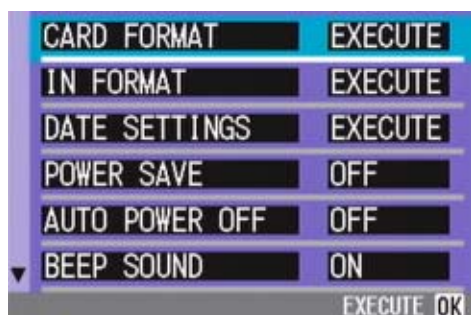 CARD FORMAT EXECUTE
IN FORMAT EXECUTE
DATE SETTINGS EXECUTE
POWER SAVE OFF
AUTO POWER OFF OFF
BEEP SOUND ON
EXECUTE OK